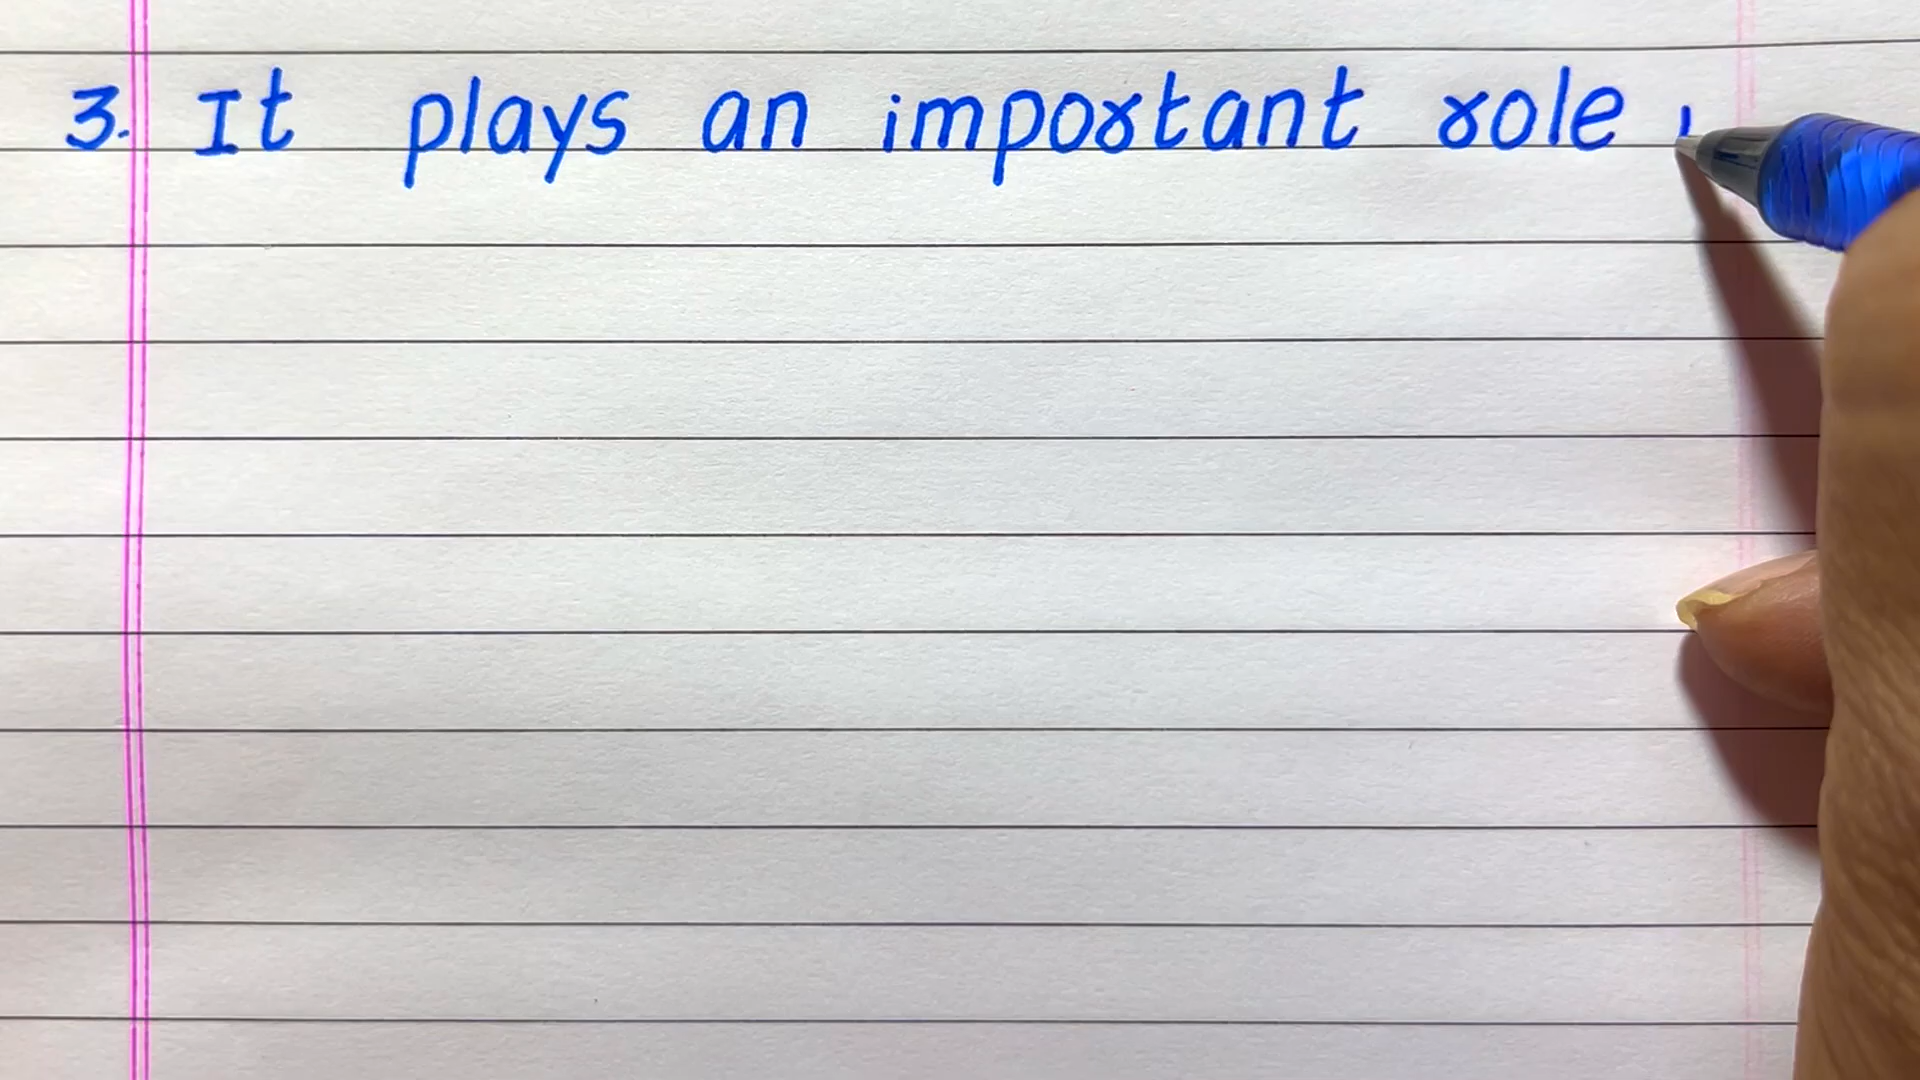 3. It plays an important role